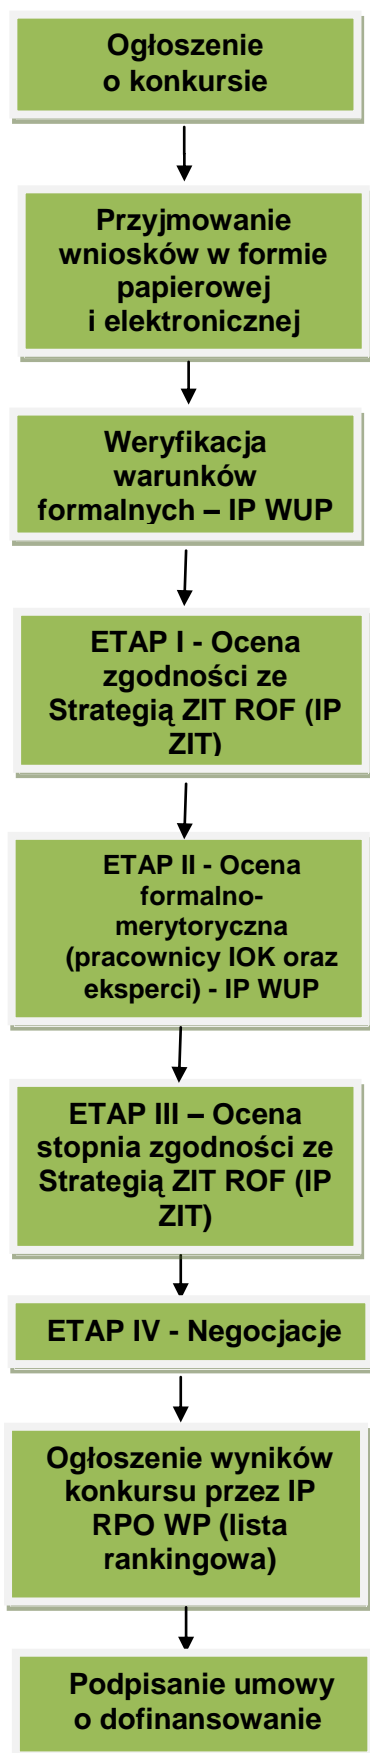 Ogłoszenie
o konkursie
Przyjmowanie
wniosków w formie
papierowej
i elektronicznej
Weryfikacja
warunków
formalnych – IP WUP
ETAP I - Ocena
zgodności ze
Strategią ZIT ROF (IP
ZIT)
ETAP II - Ocena
formalno-
merytoryczna
(pracownicy IOK oraz
eksperci) - IP WUP
ETAP III – Ocena
stopnia zgodności ze
Strategią ZIT ROF (IP
ZIT)
ETAP IV - Negocjacje
Ogłoszenie wyników
konkursu przez IP
RPO WP (lista
rankingowa)
Podpisanie umowy
o dofinansowanie